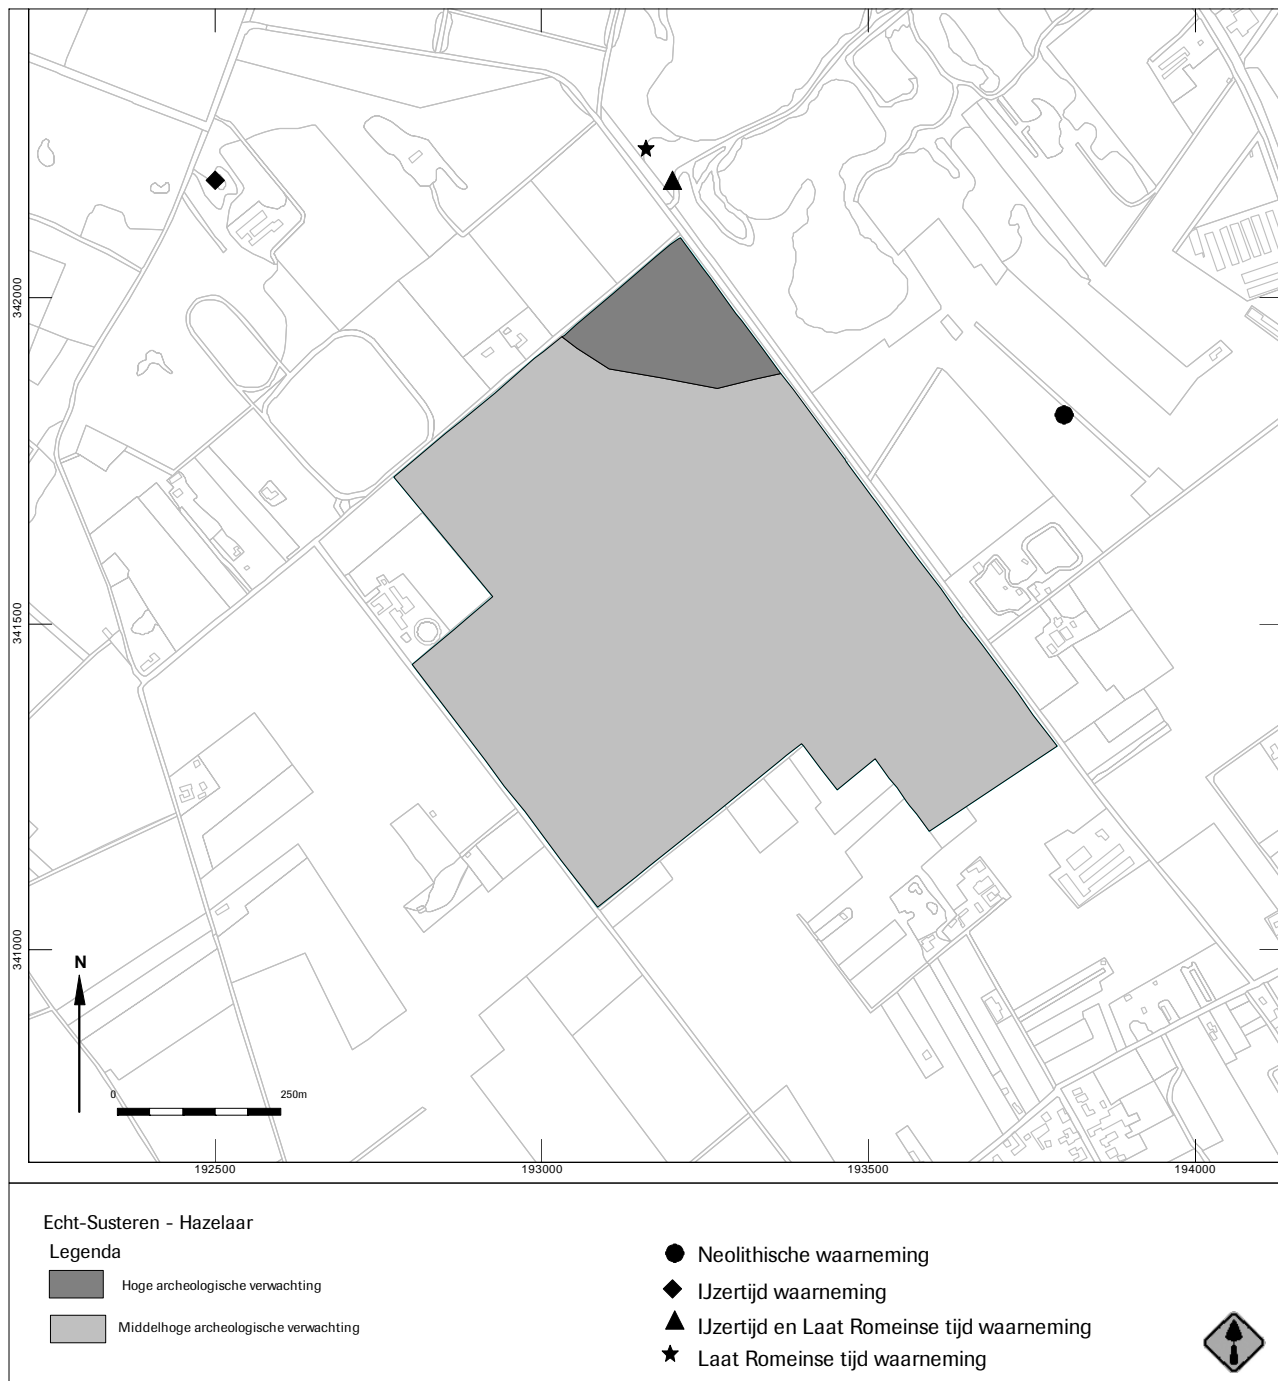 342000
341500
341000
N
0 250m
192500 193000 193500 194000
Echt-Susteren - Hazelaar
Legenda
Hoge archeologische verwachting
Middelhoge archeologische verwachting
Neolithische waarneming
IJzertijd waarneming
IJzertijd en Laat Romeinse tijd waarneming
Laat Romeinse tijd waarneming